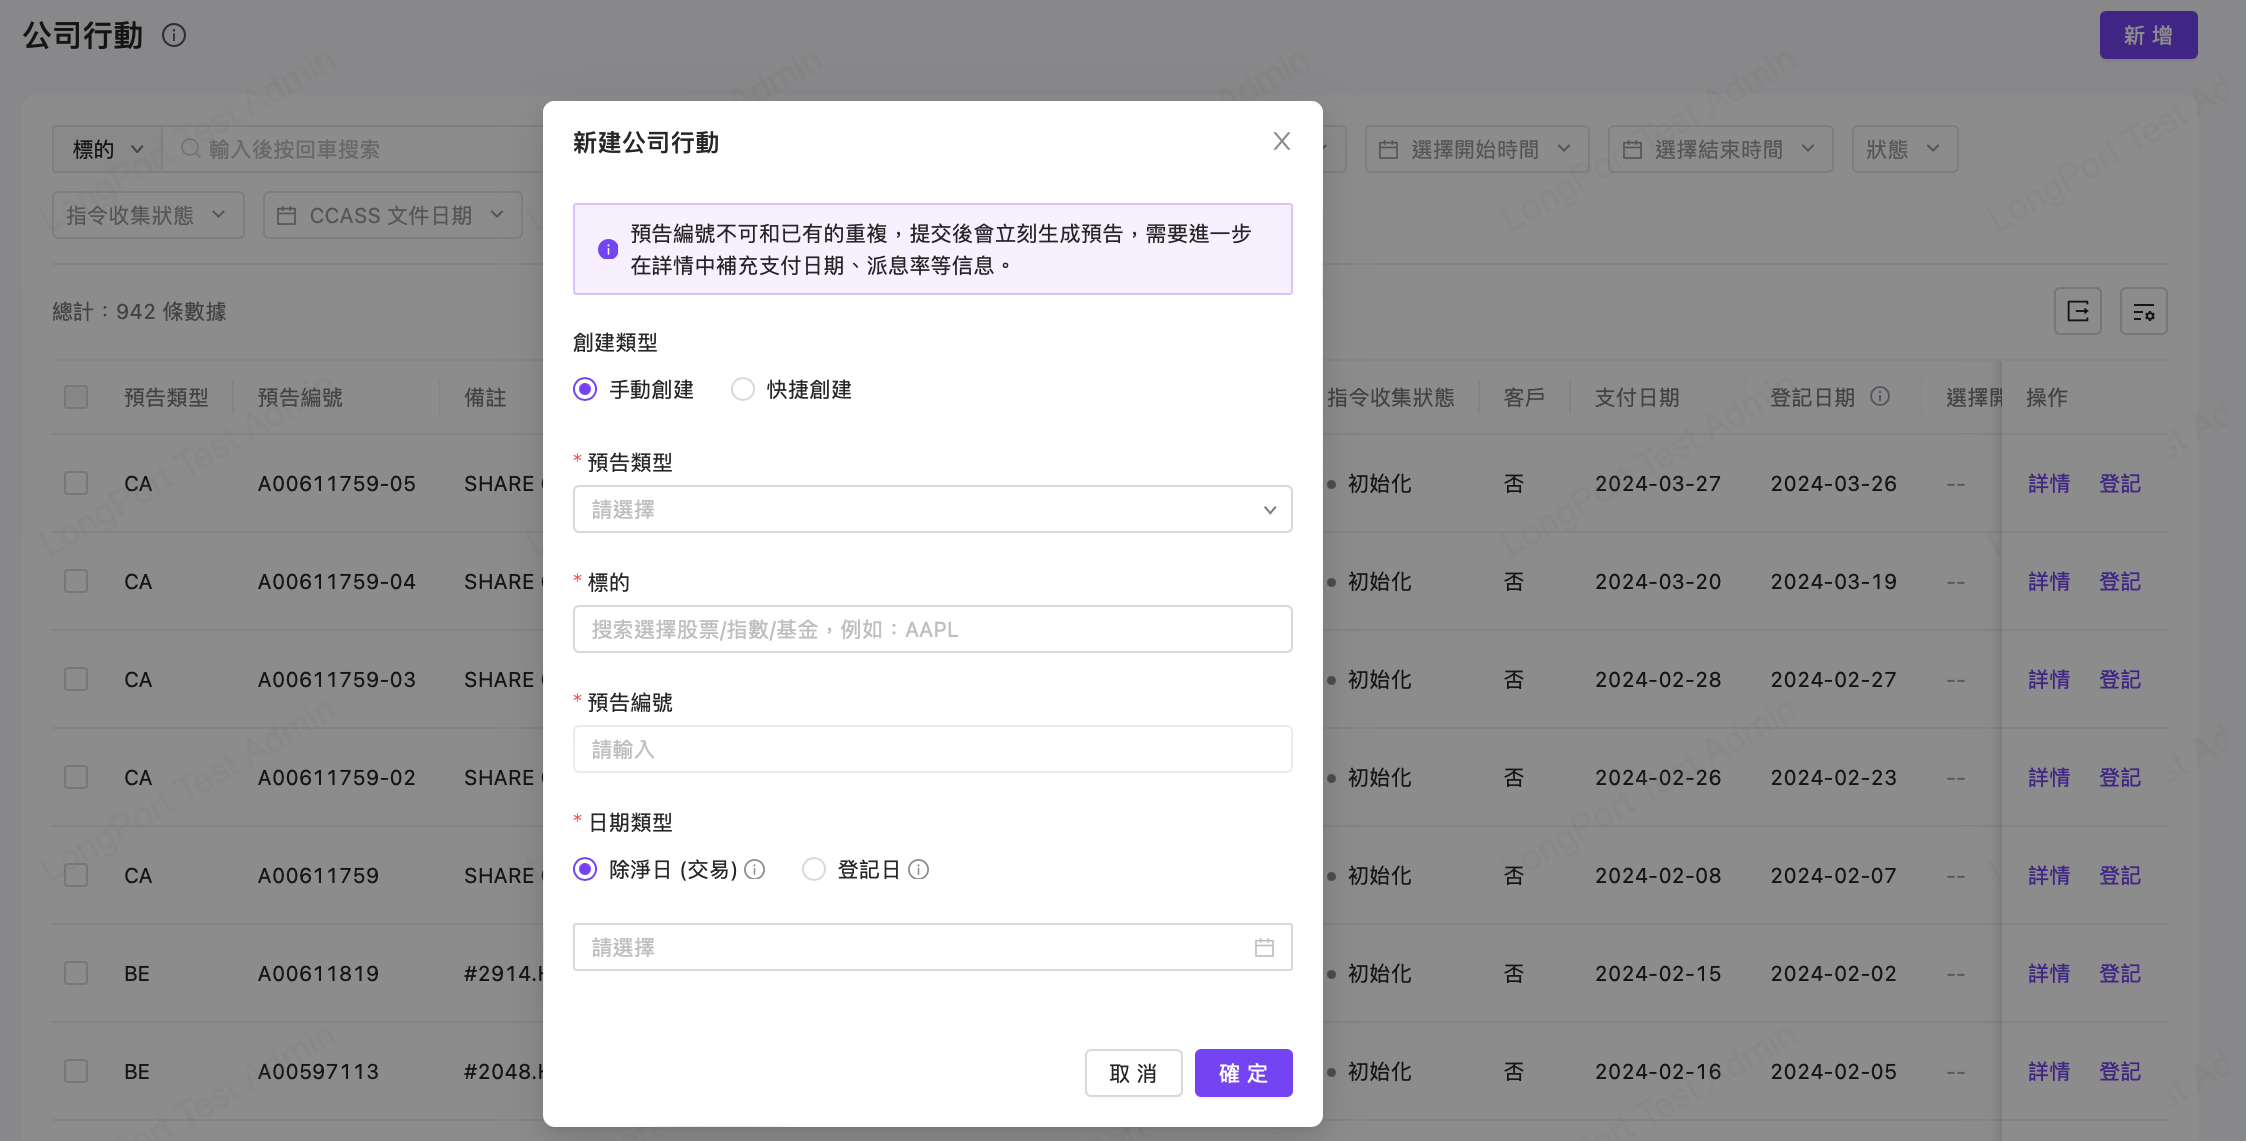 公司行動
新 增
標的
輸入後按回車搜索
選擇開始時間
選擇結束時間
狀態
指令收集狀態
CCASS 文件日期
總計：942 條數據
預告類型 預告編號 備註 指令收集狀態 客戶 支付日期 登記日期 選擇開 操作
CA A00611759-05 SHARE 初始化 否 2024-03-27 2024-03-26 -- 詳情 登記
CA A00611759-04 SHARE 初始化 否 2024-03-20 2024-03-19 -- 詳情 登記
CA A00611759-03 SHARE 初始化 否 2024-02-28 2024-02-27 -- 詳情 登記
CA A00611759-02 SHARE 初始化 否 2024-02-26 2024-02-23 -- 詳情 登記
CA A00611759 SHARE 初始化 否 2024-02-08 2024-02-07 -- 詳情 登記
BE A00611819 #2914.H 初始化 否 2024-02-15 2024-02-02 -- 詳情 登記
BE A00597113 #2048.H 初始化 否 2024-02-16 2024-02-05 -- 詳情 登記
新建公司行動
預告編號不可和已有的重複，提交後會立刻生成預告，需要進一步
在詳情中補充支付日期、派息率等信息。
創建類型
手動創建 快捷創建
* 預告類型
請選擇
* 標的
搜索選擇股票/指數/基金，例如：AAPL
* 預告編號
請輸入
* 日期類型
除淨日 (交易) 登記日
請選擇
取 消 確 定
LongPort Test Admin